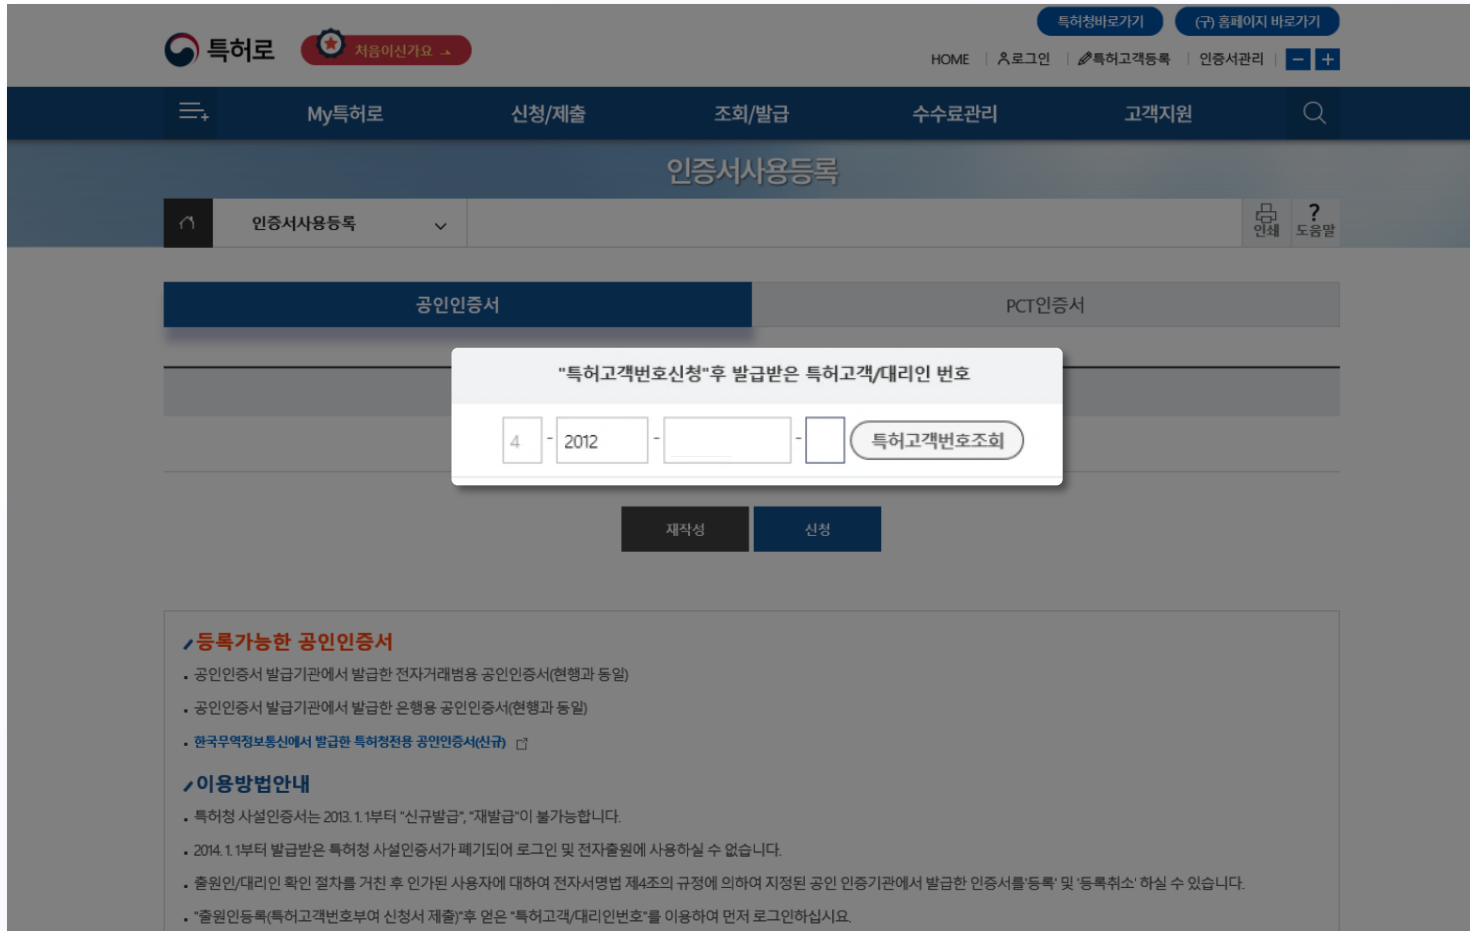 특허청바로가기 (구) 홈페이지 바로가기
특허로 처음이신가요
HOME 로그인 특허고객등록 인증서관리 − +
My특허로 신청/제출 조회/발급 수수료관리 고객지원
인증서사용등록
인증서사용등록 인쇄 ? 도움말
공인인증서 PCT인증서
"특허고객번호신청"후 발급받은 특허고객/대리인 번호
4 - 2012 - - 특허고객번호조회
재작성 신청
등록가능한 공인인증서
• 공인인증서 발급기관에서 발급한 전자거래범용 공인인증서(현행과 동일)
• 공인인증서 발급기관에서 발급한 은행용 공인인증서(현행과 동일)
• 한국무역정보통신에서 발급한 특허청전용 공인인증서(신규)
이용방법안내
• 특허청 사설인증서는 2013. 1. 1부터 "신규발급", "재발급"이 불가능합니다.
• 2014. 1. 1부터 발급받은 특허청 사설인증서가 폐기되어 로그인 및 전자출원에 사용하실 수 없습니다.
• 출원인/대리인 확인 절차를 거친 후 인가된 사용자에 대하여 전자서명법 제4조의 규정에 의하여 지정된 공인 인증기관에서 발급한 인증서를'등록' 및 '등록취소' 하실 수 있습니다.
• "출원인등록(특허고객번호부여 신청서 제출)"후 얻은 "특허고객/대리인번호"를 이용하여 먼저 로그인하십시요.